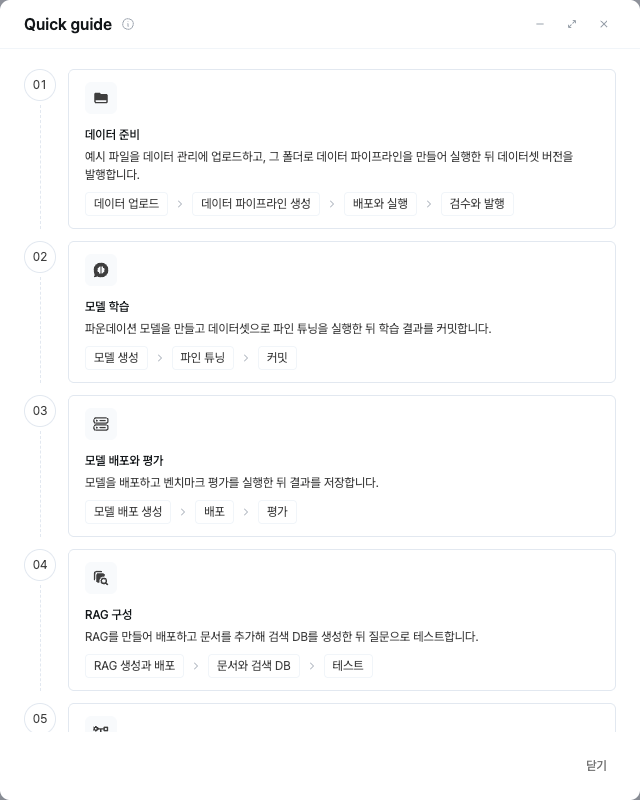 Quick guide
01
데이터 준비
예시 파일을 데이터 관리에 업로드하고, 그 폴더로 데이터 파이프라인을 만들어 실행한 뒤 데이터셋 버전을
발행합니다.
데이터 업로드 > 데이터 파이프라인 생성 > 배포와 실행 > 검수와 발행
02
모델 학습
파운데이션 모델을 만들고 데이터셋으로 파인 튜닝을 실행한 뒤 학습 결과를 커밋합니다.
모델 생성 > 파인 튜닝 > 커밋
03
모델 배포와 평가
모델을 배포하고 벤치마크 평가를 실행한 뒤 결과를 저장합니다.
모델 배포 생성 > 배포 > 평가
04
RAG 구성
RAG를 만들어 배포하고 문서를 추가해 검색 DB를 생성한 뒤 질문으로 테스트합니다.
RAG 생성과 배포 > 문서와 검색 DB > 테스트
05
닫기